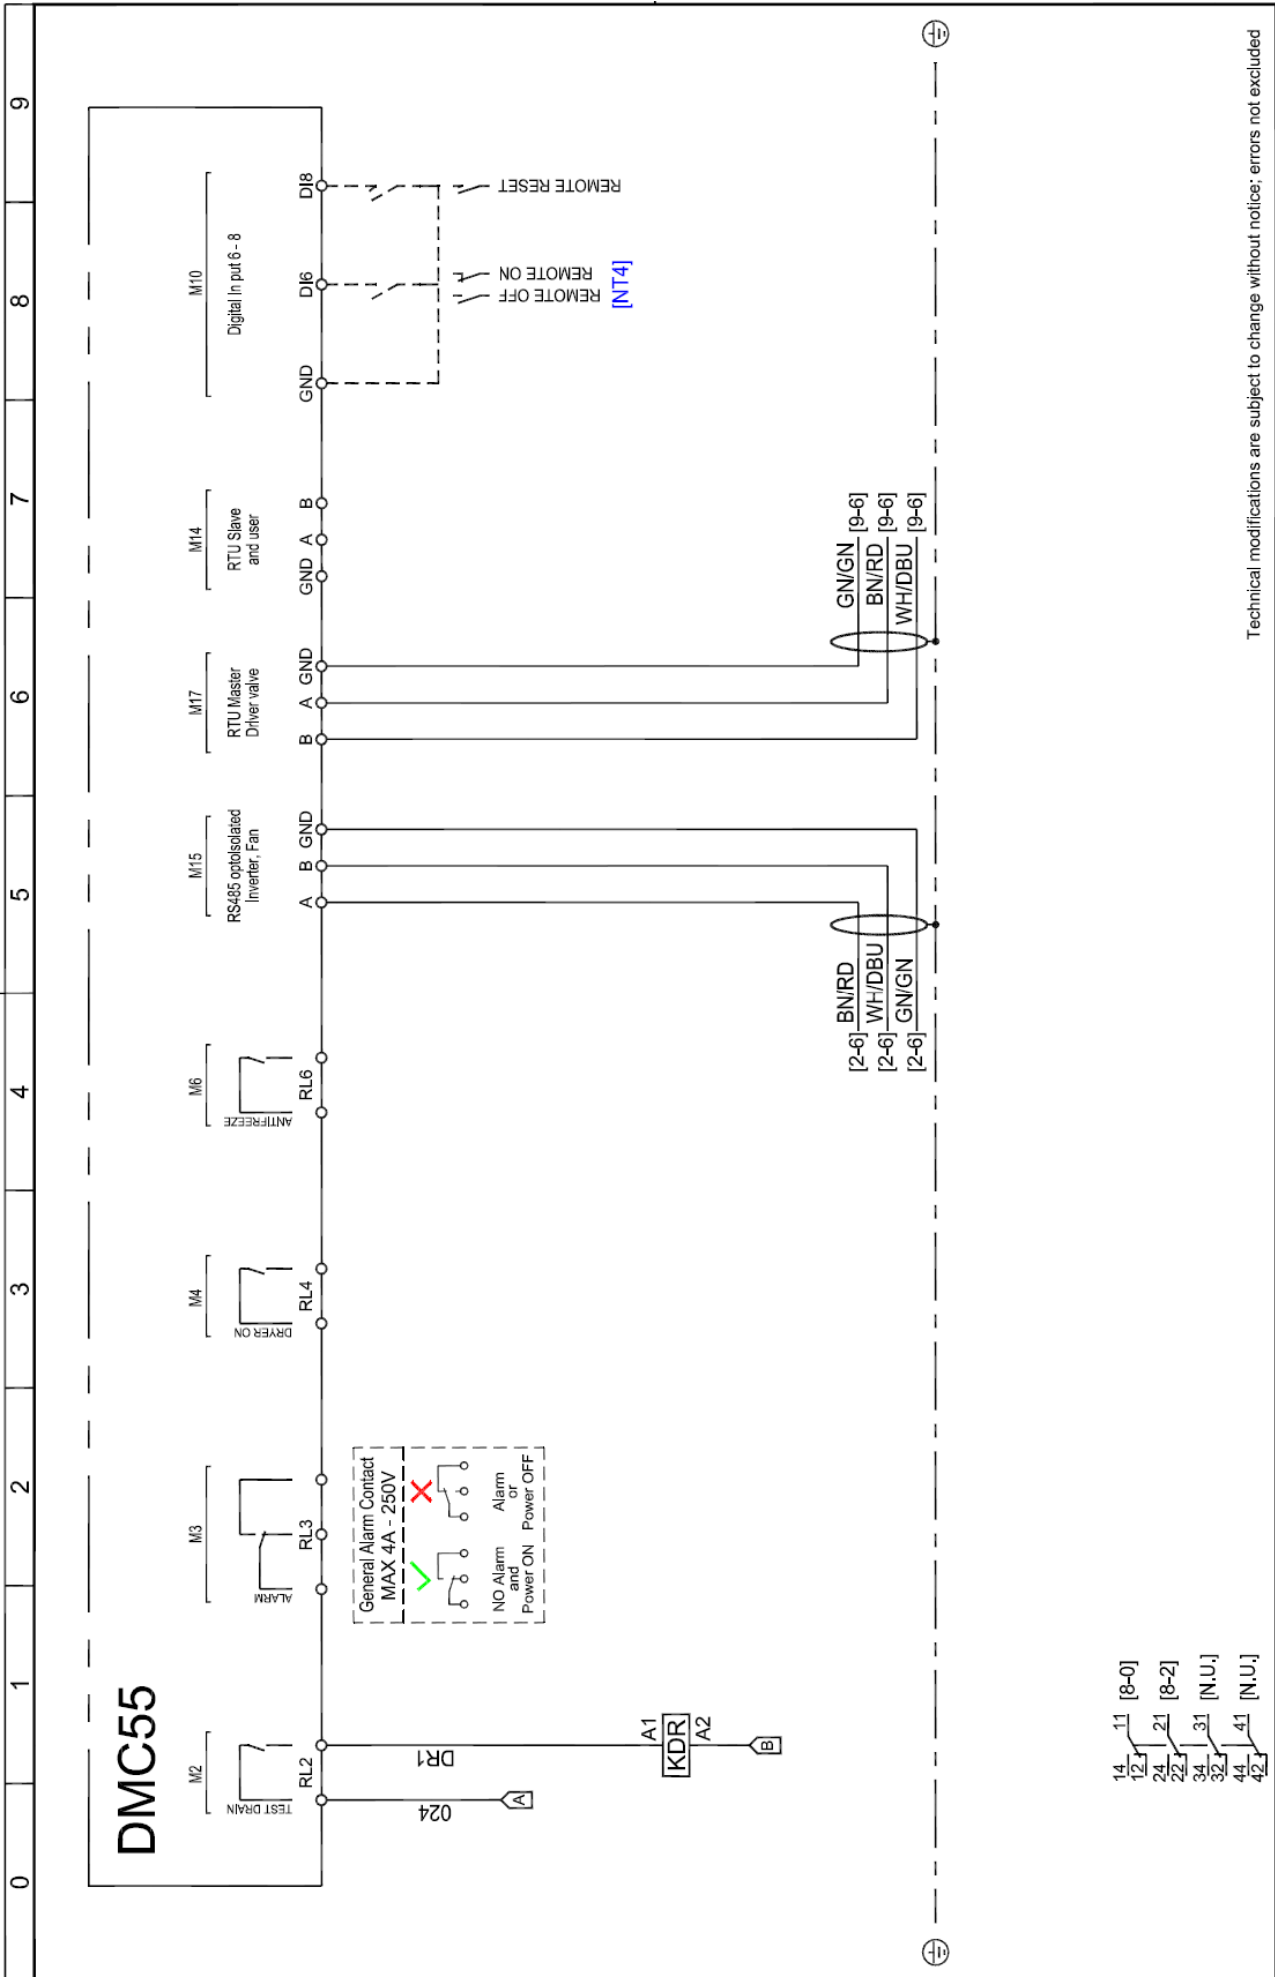 0 1 2 3 4 5 6 7 8 9
DMC55
M2
TEST DRAIN
RL2
024
A
DR1
A1
KDR
A2
B
M3
ALARM
RL3
General Alarm Contact
MAX 4A - 250V
NO Alarm
and
Power ON
Alarm
or
Power OFF
M4
DRYER ON
RL4
M6
ANTIFREEZE
RL6
M15
RS485 optoisolated
Inverter, Fan
A B GND
[2-6] BN/RD
[2-6] WH/DBU
[2-6] GN/GN
M17
RTU Master
Driver valve
B A GND
GN/GN [9-6]
BN/RD [9-6]
WH/DBU [9-6]
M14
RTU Slave
and user
GND A B
M10
Digital In put 6 - 8
GND DI6 DI8
REMOTE OFF
REMOTE ON
[NT4]
REMOTE RESET
14 11 [8-0]
12
24 21 [8-2]
22
34 31 [N.U.]
32
44 41 [N.U.]
42
Technical modifications are subject to change without notice; errors not excluded